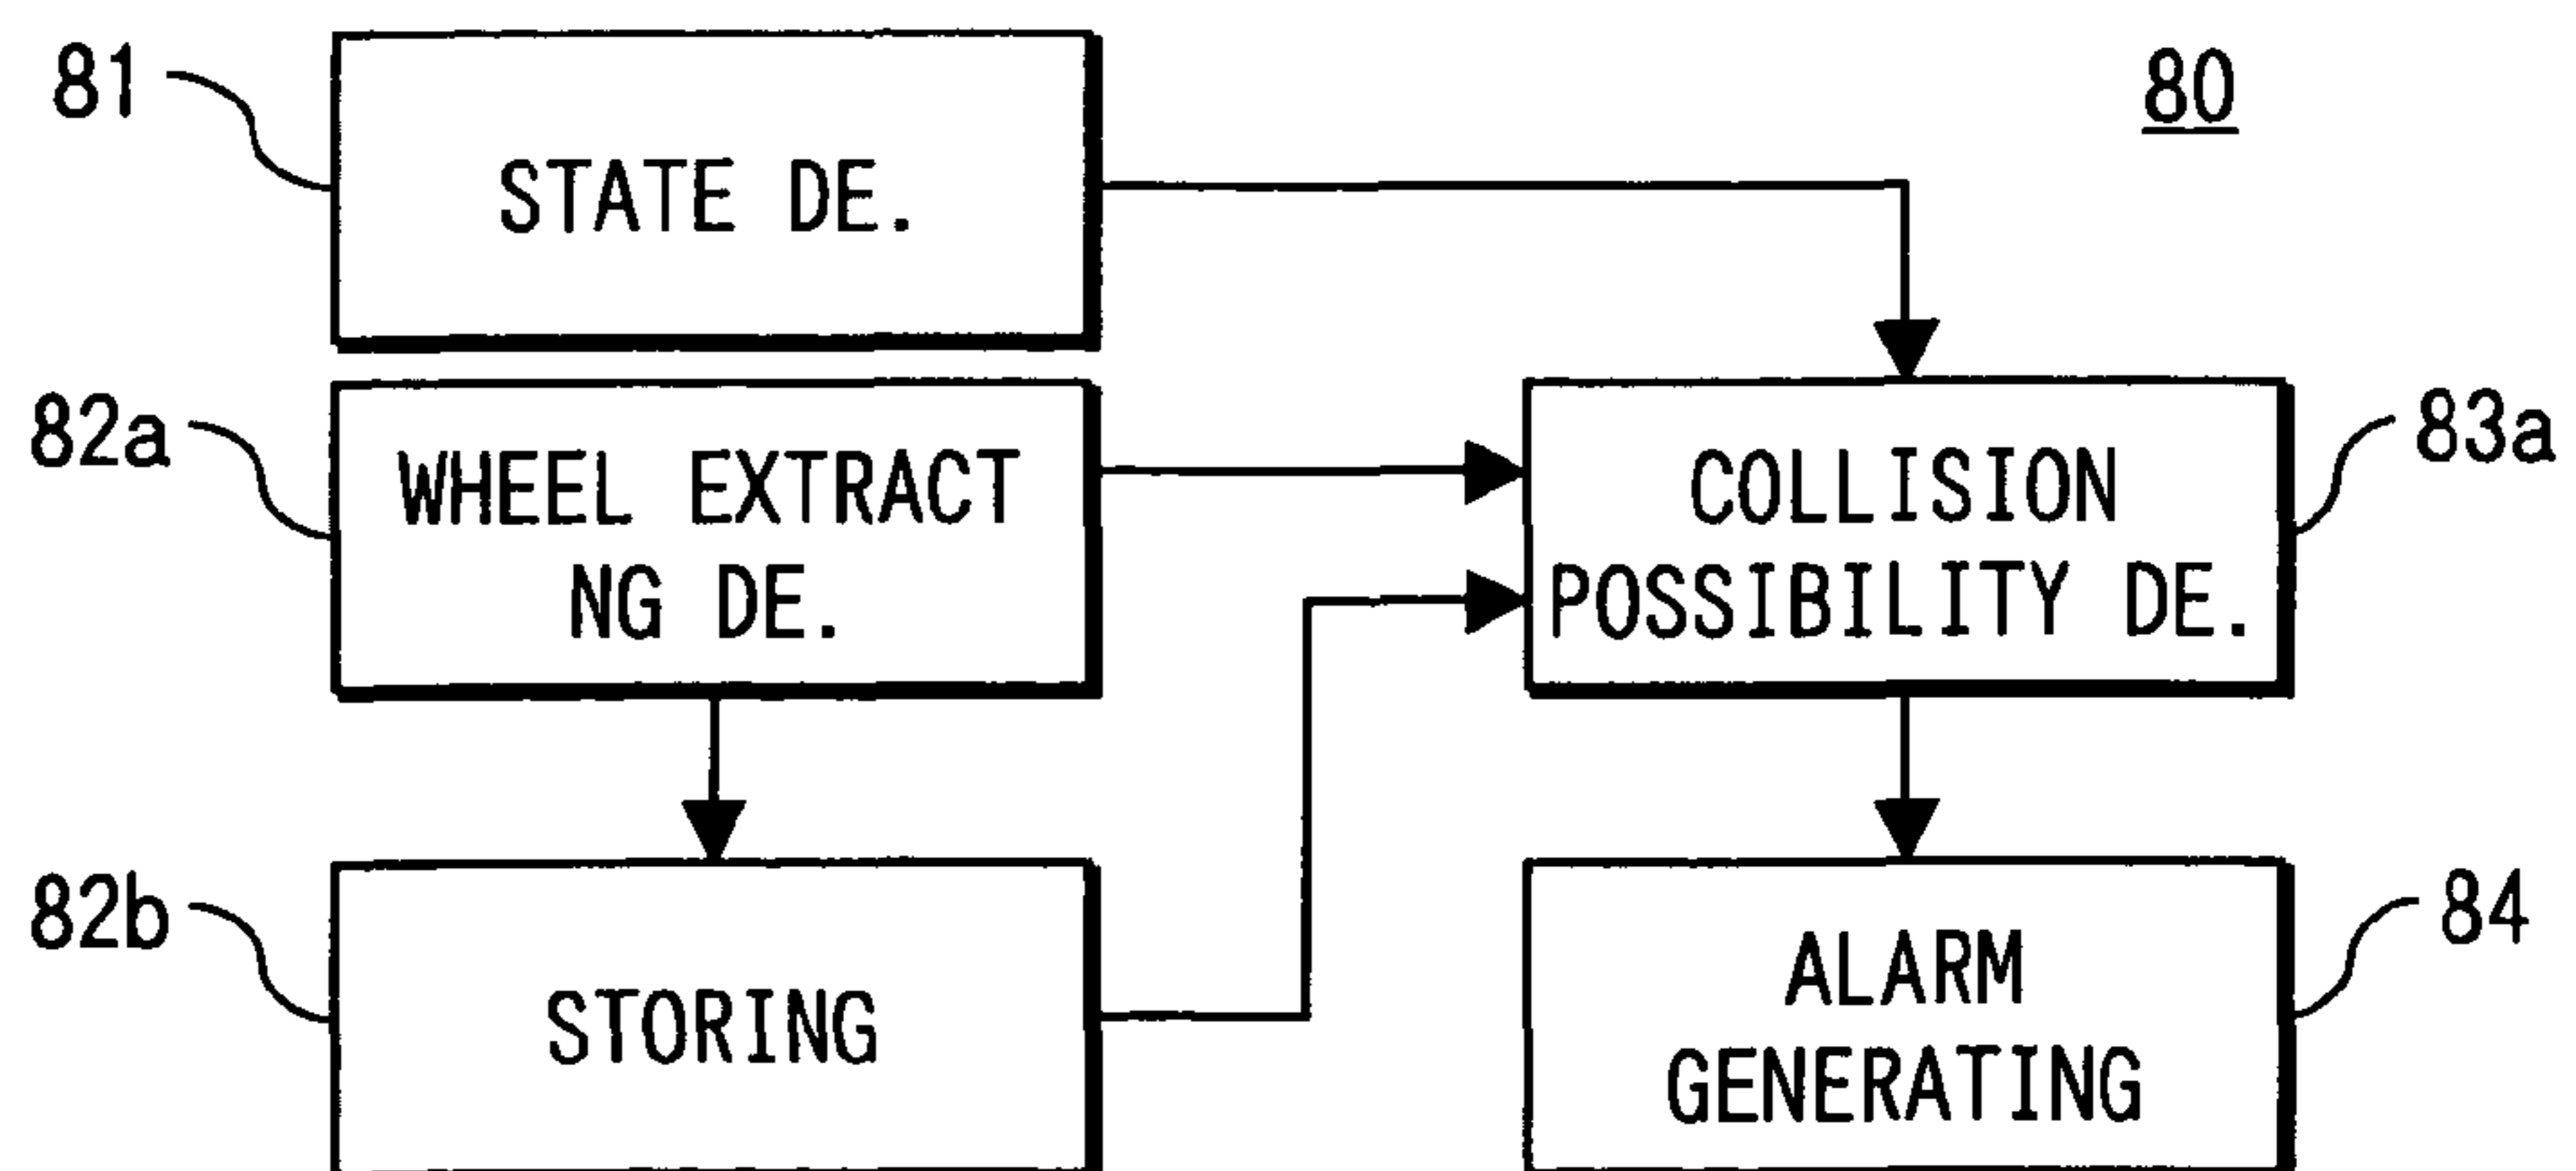 81
STATE DE.
80
82a
WHEEL EXTRACT
NG DE.
COLLISION
POSSIBILITY DE.
83a
82b
STORING
ALARM
GENERATING
84